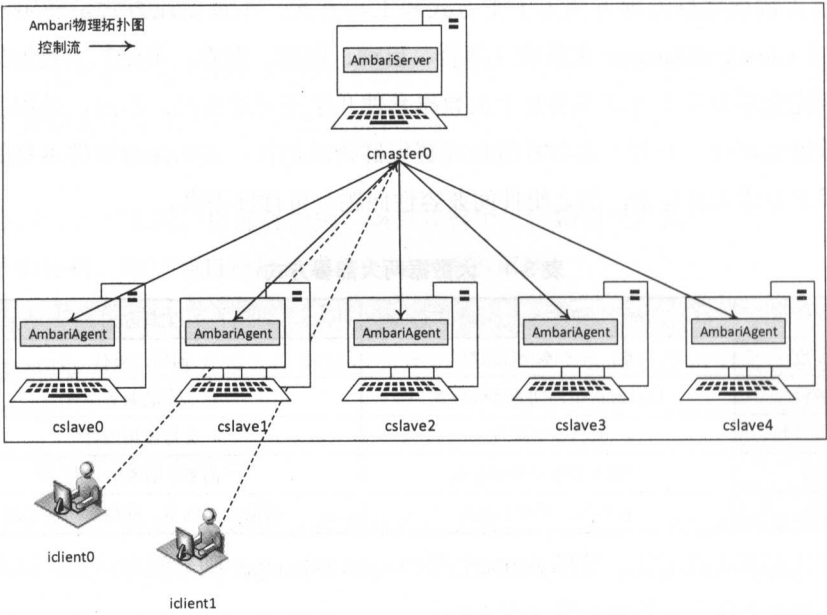 Ambari物理拓扑图
控制流
AmbariServer
cmaster0
AmbariAgent
AmbariAgent
AmbariAgent
AmbariAgent
AmbariAgent
cslave0
cslave1
cslave2
cslave3
cslave4
iclient0
iclient1